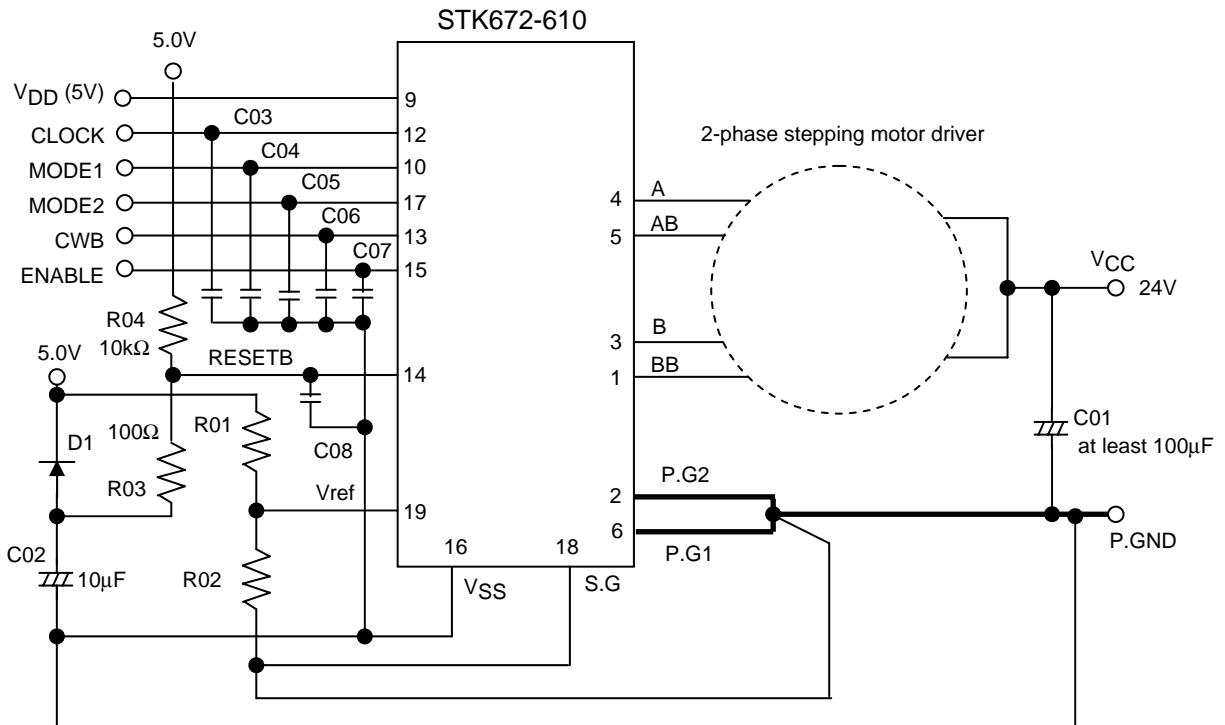 STK672-610
5.0V
VDD (5V)
9
CLOCK
C03
12
MODE1
C04
10
MODE2
C05
17
CWB
C06
13
ENABLE
C07
15
2-phase stepping motor driver
4
A
5
AB
3
B
1
BB
VCC
24V
R04
10kΩ
5.0V
RESETB
14
D1
100Ω
R03
R01
C08
C01
at least 100µF
Vref
19
2
P.G2
6
P.G1
P.GND
C02
10µF
R02
16
VSS
18
S.G